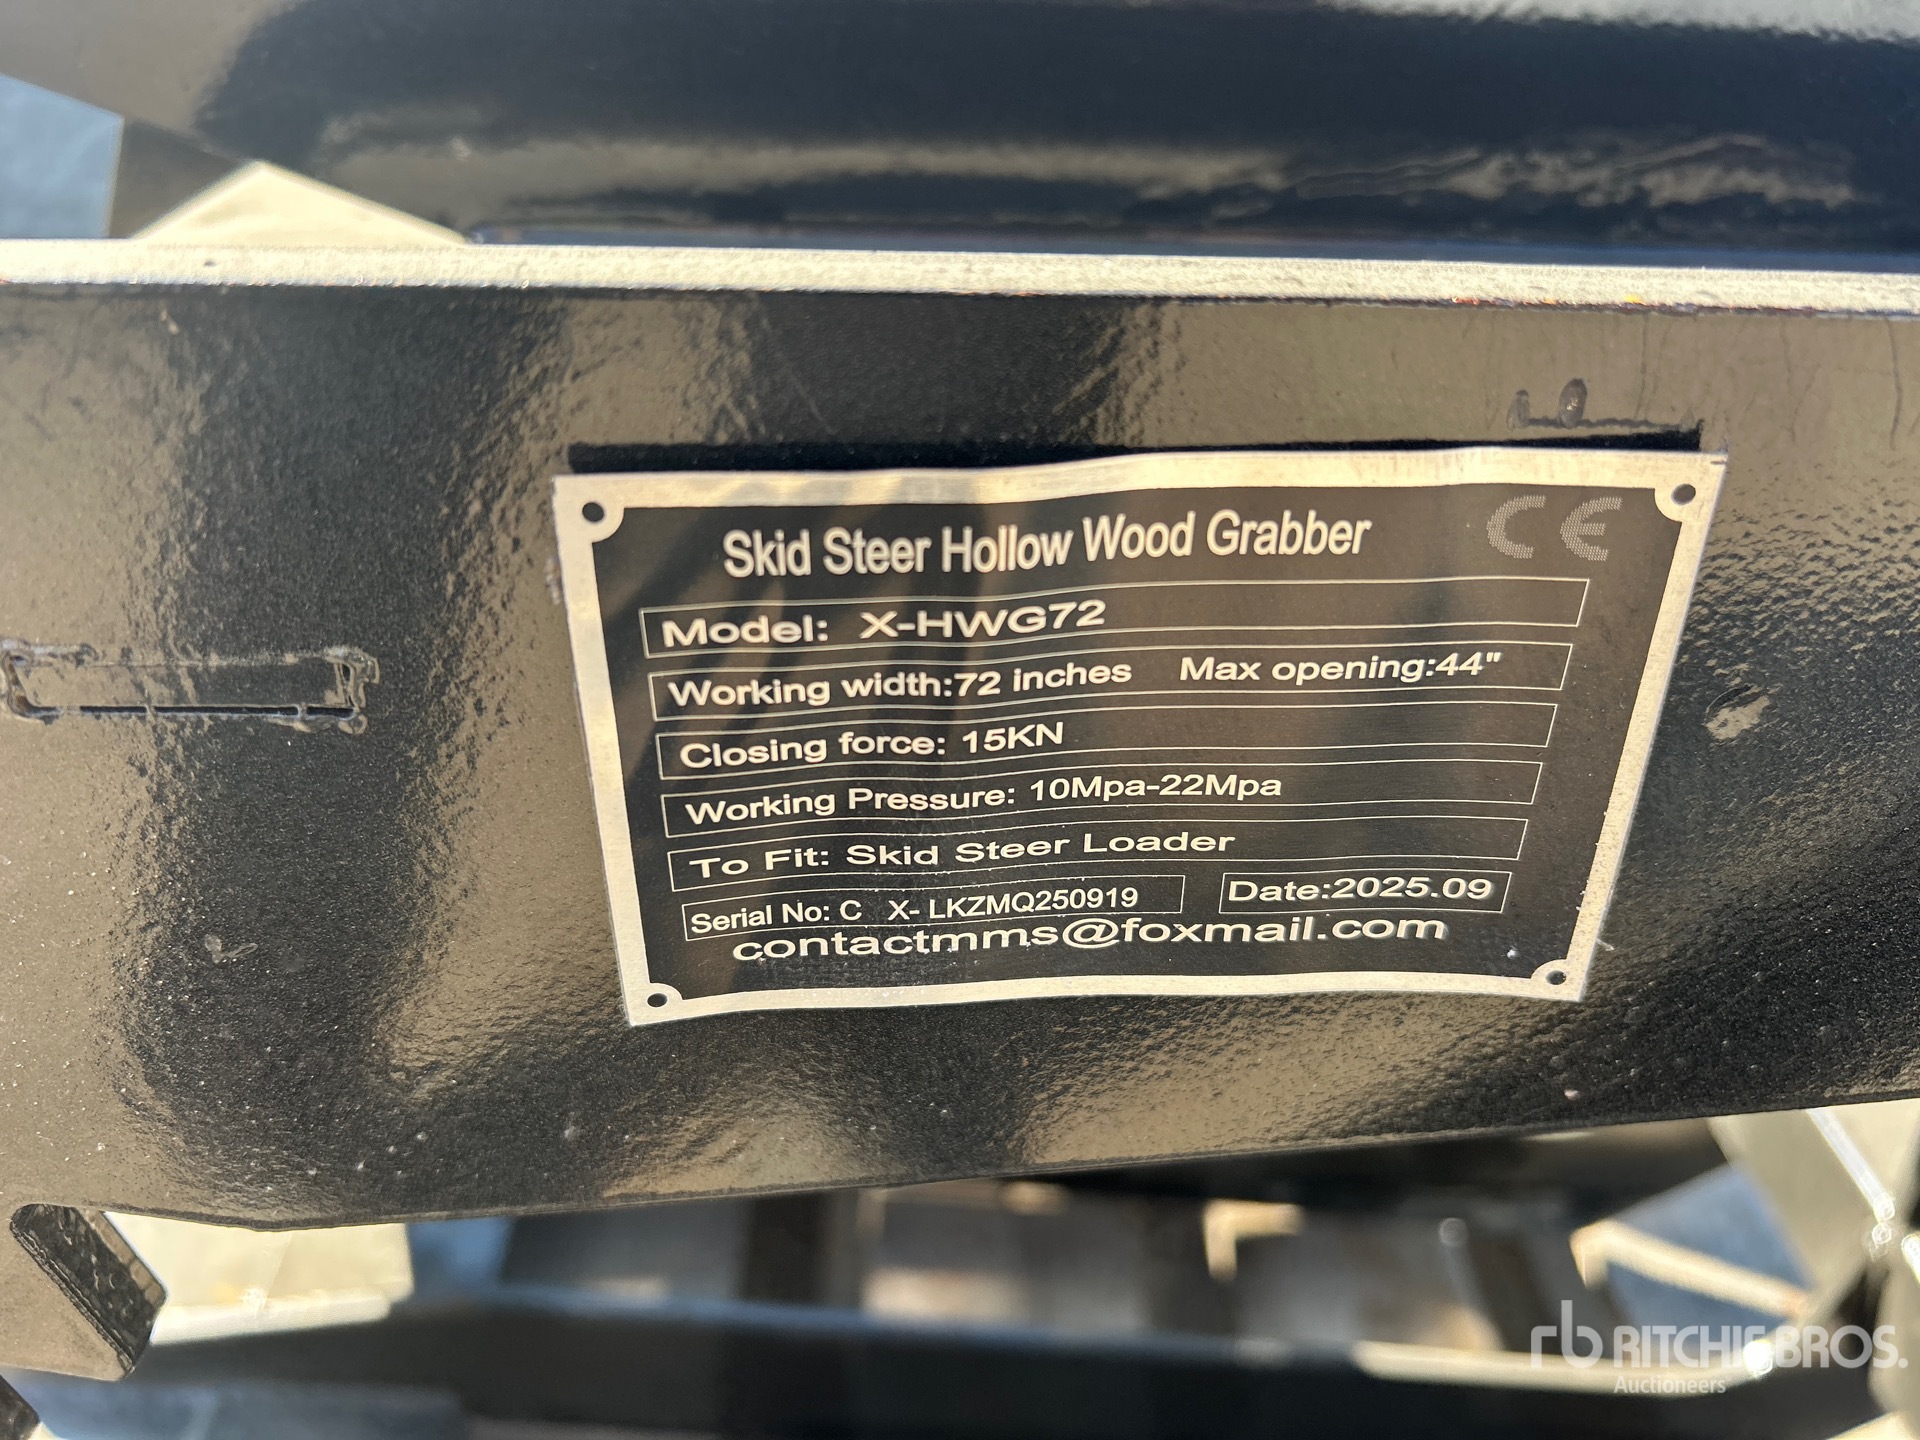 Skid Steer Hollow Wood Grabber CE
Model: X-HWG72
Working width:72 inches Max opening:44"
Closing force: 15KN
Working Pressure: 10Mpa-22Mpa
To Fit: Skid Steer Loader
Serial No: C X- LKZMQ250919 Date:2025.09
contactmms@foxmail.com
rb RITCHIE BROS.
Auctioneers